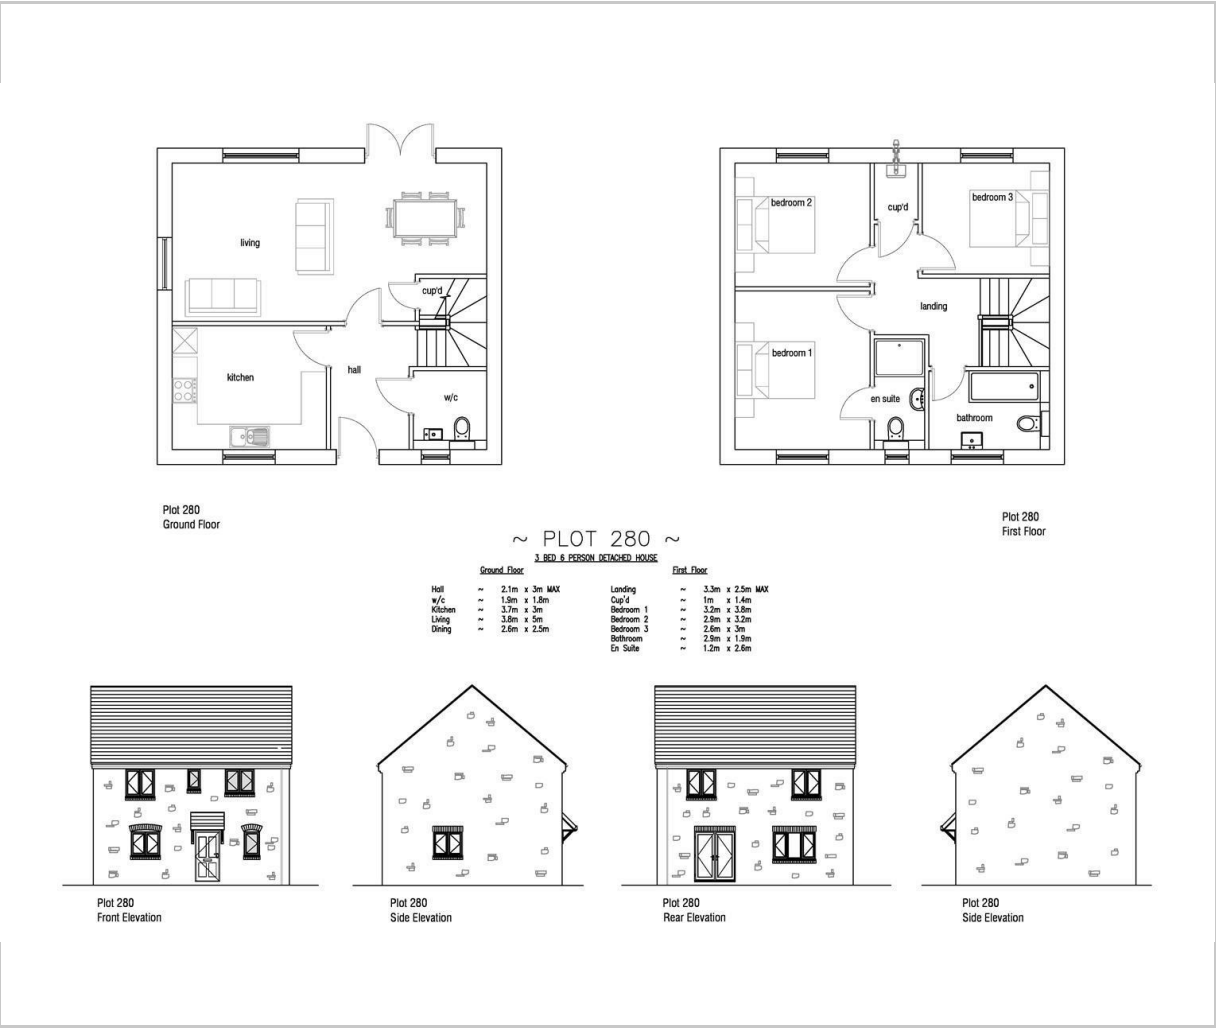 living
cup'd
kitchen
hall
w/c
bedroom 2
cup'd
bedroom 3
landing
bedroom 1
en suite
bathroom
Plot 280
Ground Floor
Plot 280
First Floor
~ PLOT 280 ~
3 BED 6 PERSON DETACHED HOUSE
Ground Floor
Hall ~ 2.1m x 3m MAX
w/c ~ 1.9m x 1.8m
Kitchen ~ 3.7m x 3m
Living ~ 3.8m x 5m
Dining ~ 2.6m x 2.5m
First Floor
Landing ~ 3.3m x 2.5m MAX
Cup'd ~ 1m x 1.4m
Bedroom 1 ~ 3.2m x 3.8m
Bedroom 2 ~ 2.9m x 3.2m
Bedroom 3 ~ 2.6m x 3m
Bathroom ~ 2.9m x 1.9m
En Suite ~ 1.2m x 2.6m
Plot 280
Front Elevation
Plot 280
Side Elevation
Plot 280
Rear Elevation
Plot 280
Side Elevation